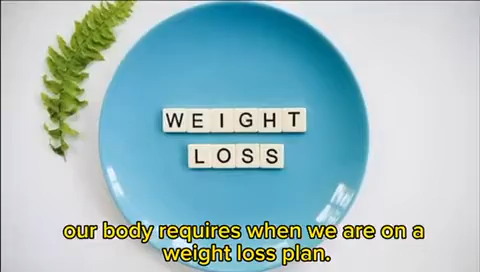 WEIGHT
LOSS
our body requires when we are on a
weight loss plan.